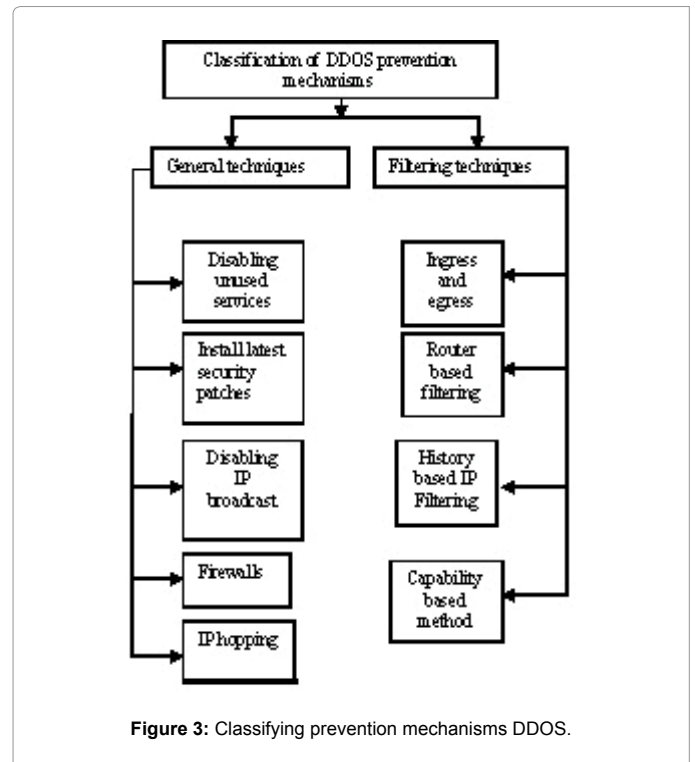 Classification of DDOS prevention
mechanisms
General techniques
Filtering techniques
Disabling
unused
services
Install latest
security
patches
Disabling
IP
broadcast
Firewalls
IP hopping
Ingress
and
egress
Router
based
filtering
History
based IP
Filtering
Capability
based
method
Figure 3: Classifying prevention mechanisms DDOS.